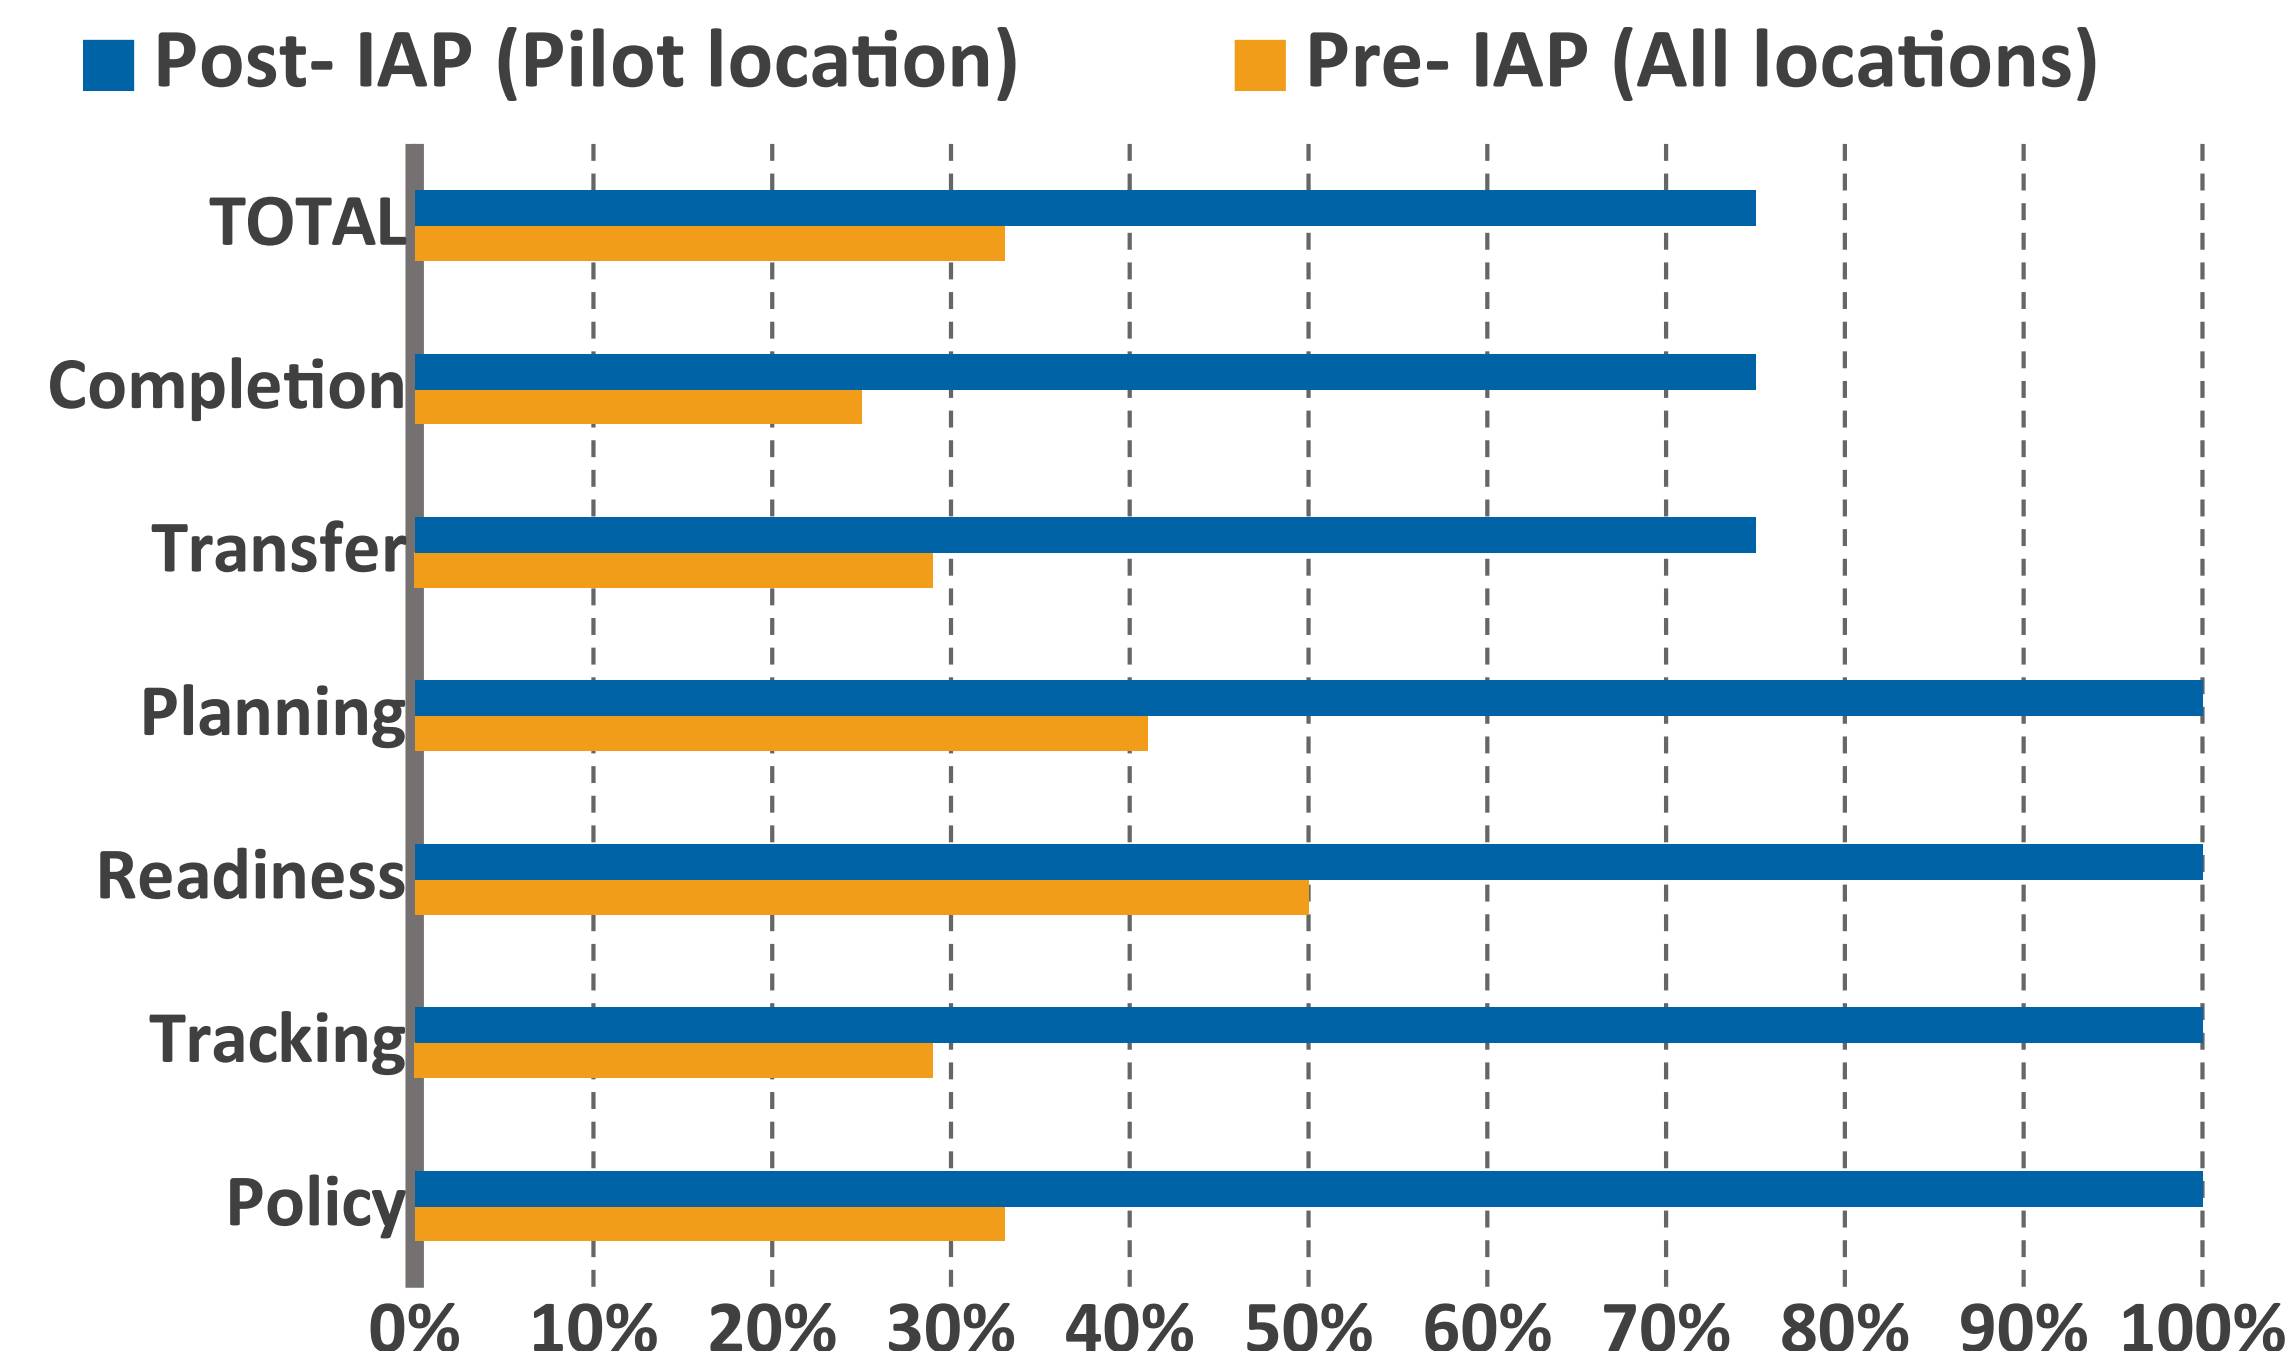 Post- IAP (Pilot location) Pre- IAP (All locations)
TOTAL
Completion
Transfer
Planning
Readiness
Tracking
Policy
0% 10% 20% 30% 40% 50% 60% 70% 80% 90% 100%